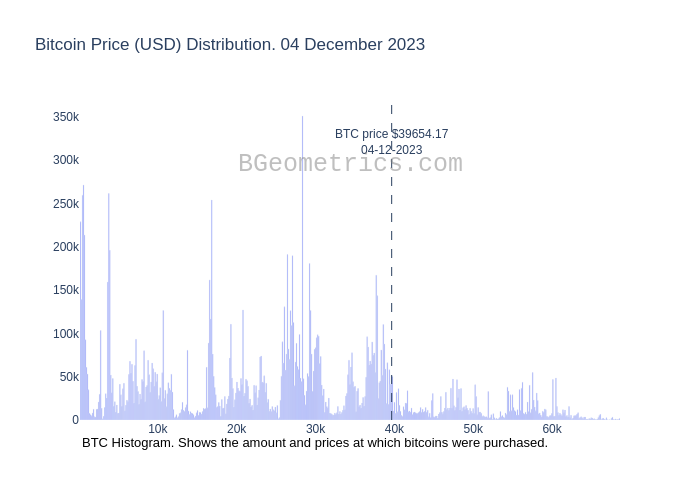 Bitcoin Price (USD) Distribution. 04 December 2023
350k
BTC price $39654.17
04-12-2023
300k
BGeometrics.com
250k
200k
150k
100k
50k
0
10k 20k 30k 40k 50k 60k
BTC Histogram. Shows the amount and prices at which bitcoins were purchased.